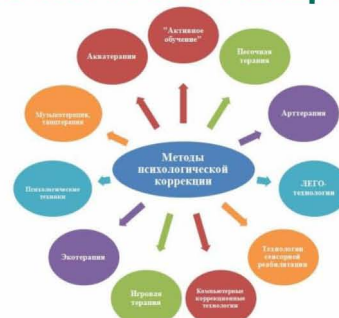 "Активное
обучение"
Песочная
терапия
Арттерапия
ЛЕГО-
технологии
Технологии
сенсорной
реабилитации
Компьютерные
коррекционные
технологии
Игровая
терапия
Экотерапия
Психологические
техники
Музыкотерапия,
танцтерапия
Акватерапия
Методы
психологической
коррекции